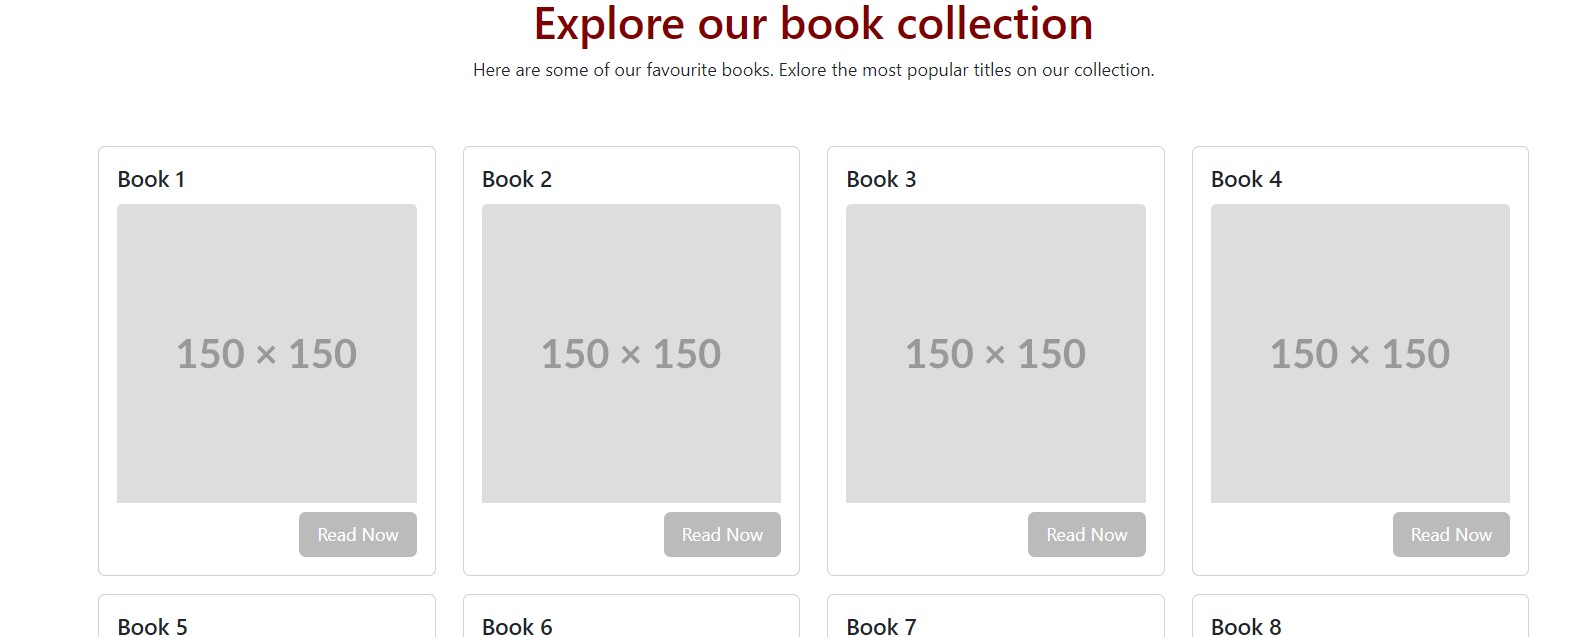 Explore our book collection
Here are some of our favourite books. Exlore the most popular titles on our collection.
Book 1
Book 2
Book 3
Book 4
150 × 150
150 × 150
150 × 150
150 × 150
Read Now
Read Now
Read Now
Read Now
Book 5
Book 6
Book 7
Book 8